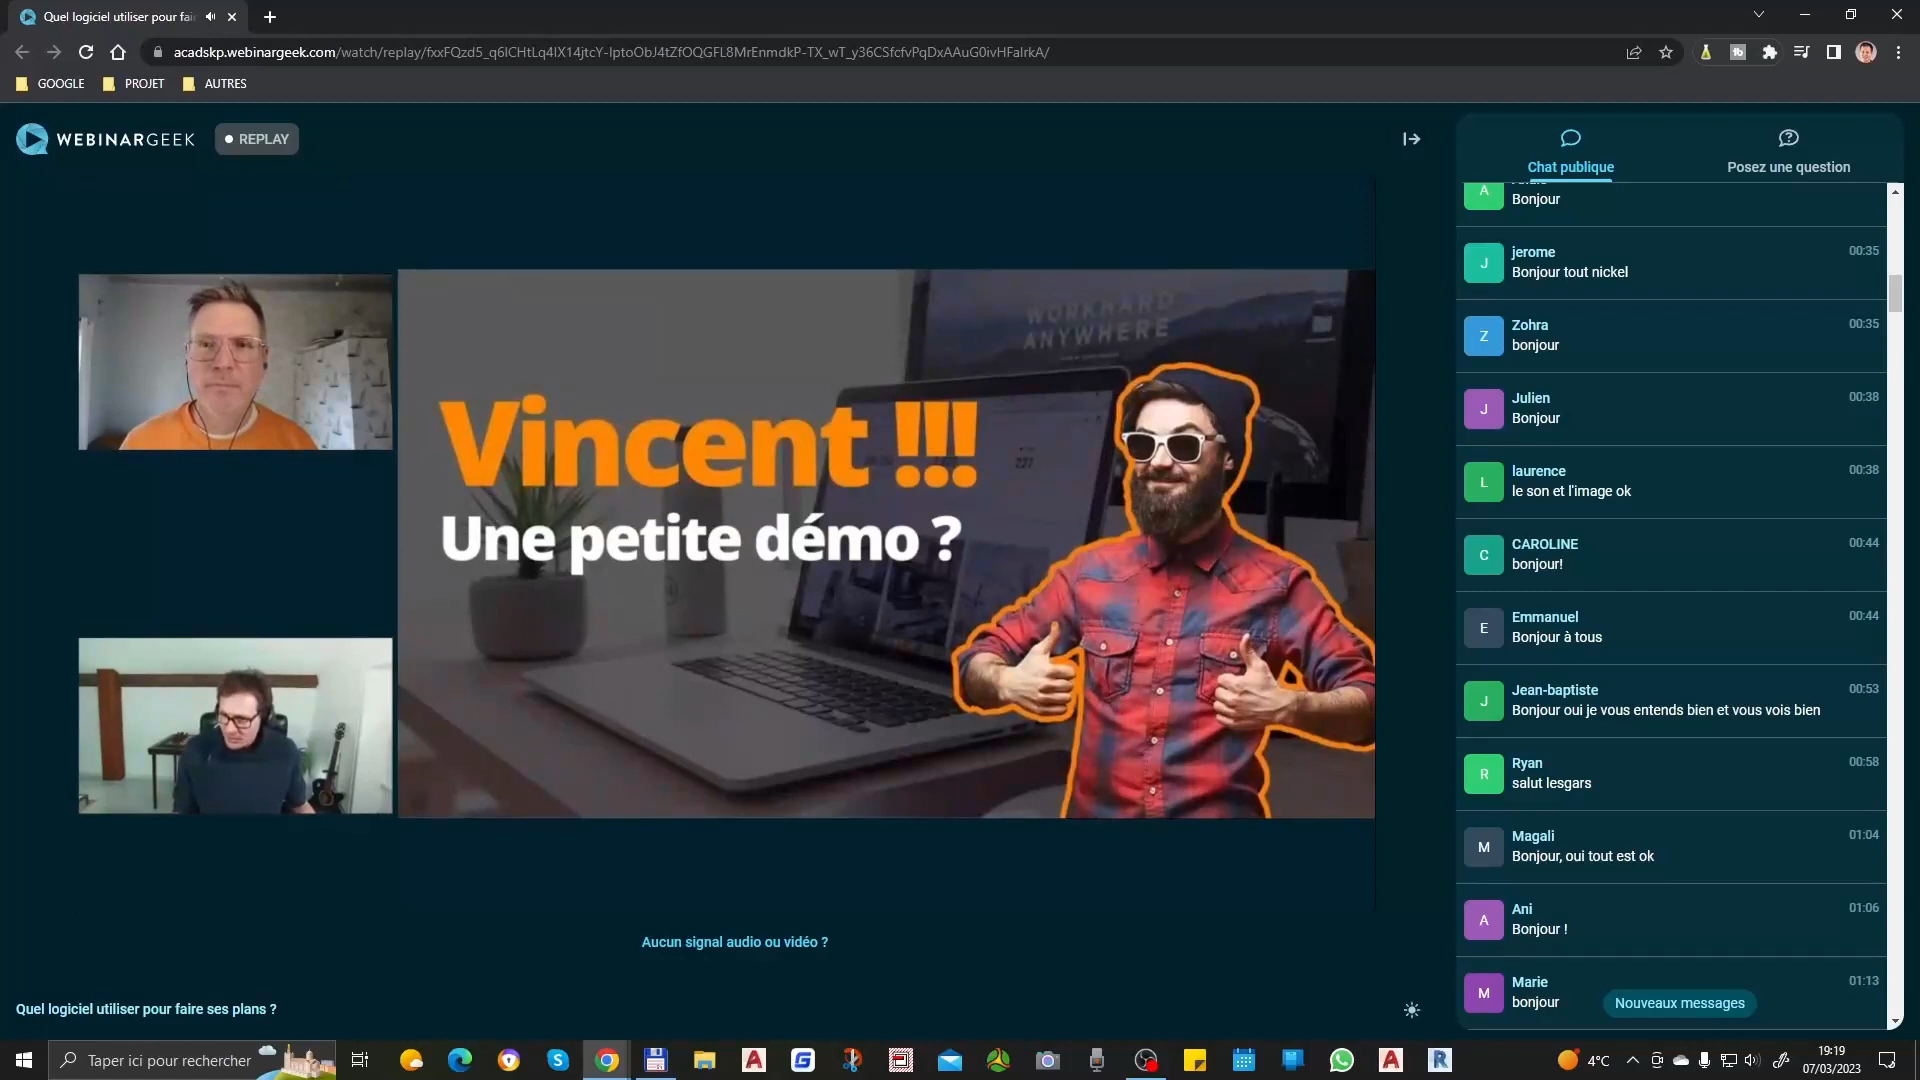 Quel logiciel utiliser pour fai
acadskp.webinargeek.com/watch/replay/fxxFQzd5_q6lCHtLq4IX14jtcY-IptoObJ4tZfOQGFL8MrEnmdkP-TX_wT_y36CSfcfvPqDxAAuG0ivHFaIrkA/
GOOGLE
PROJET
AUTRES
WEBINARGEEK
REPLAY
Chat publique
Posez une question
A
Bonjour
J
jerome
00:35
Bonjour tout nickel
Z
Zohra
00:35
bonjour
J
Julien
00:38
Bonjour
L
laurence
00:38
le son et l'image ok
C
CAROLINE
00:44
bonjour!
E
Emmanuel
00:44
Bonjour à tous
J
Jean-baptiste
00:53
Bonjour oui je vous entends bien et vous vois bien
R
Ryan
00:58
salut lesgars
M
Magali
01:04
Bonjour, oui tout est ok
A
Ani
01:06
Bonjour !
M
Marie
01:13
bonjour
Nouveaux messages
WORKHARD
ANYWHERE
227
Vincent !!!
Une petite démo ?
Aucun signal audio ou vidéo ?
Quel logiciel utiliser pour faire ses plans ?
Taper ici pour rechercher
4°C
19:19
07/03/2023